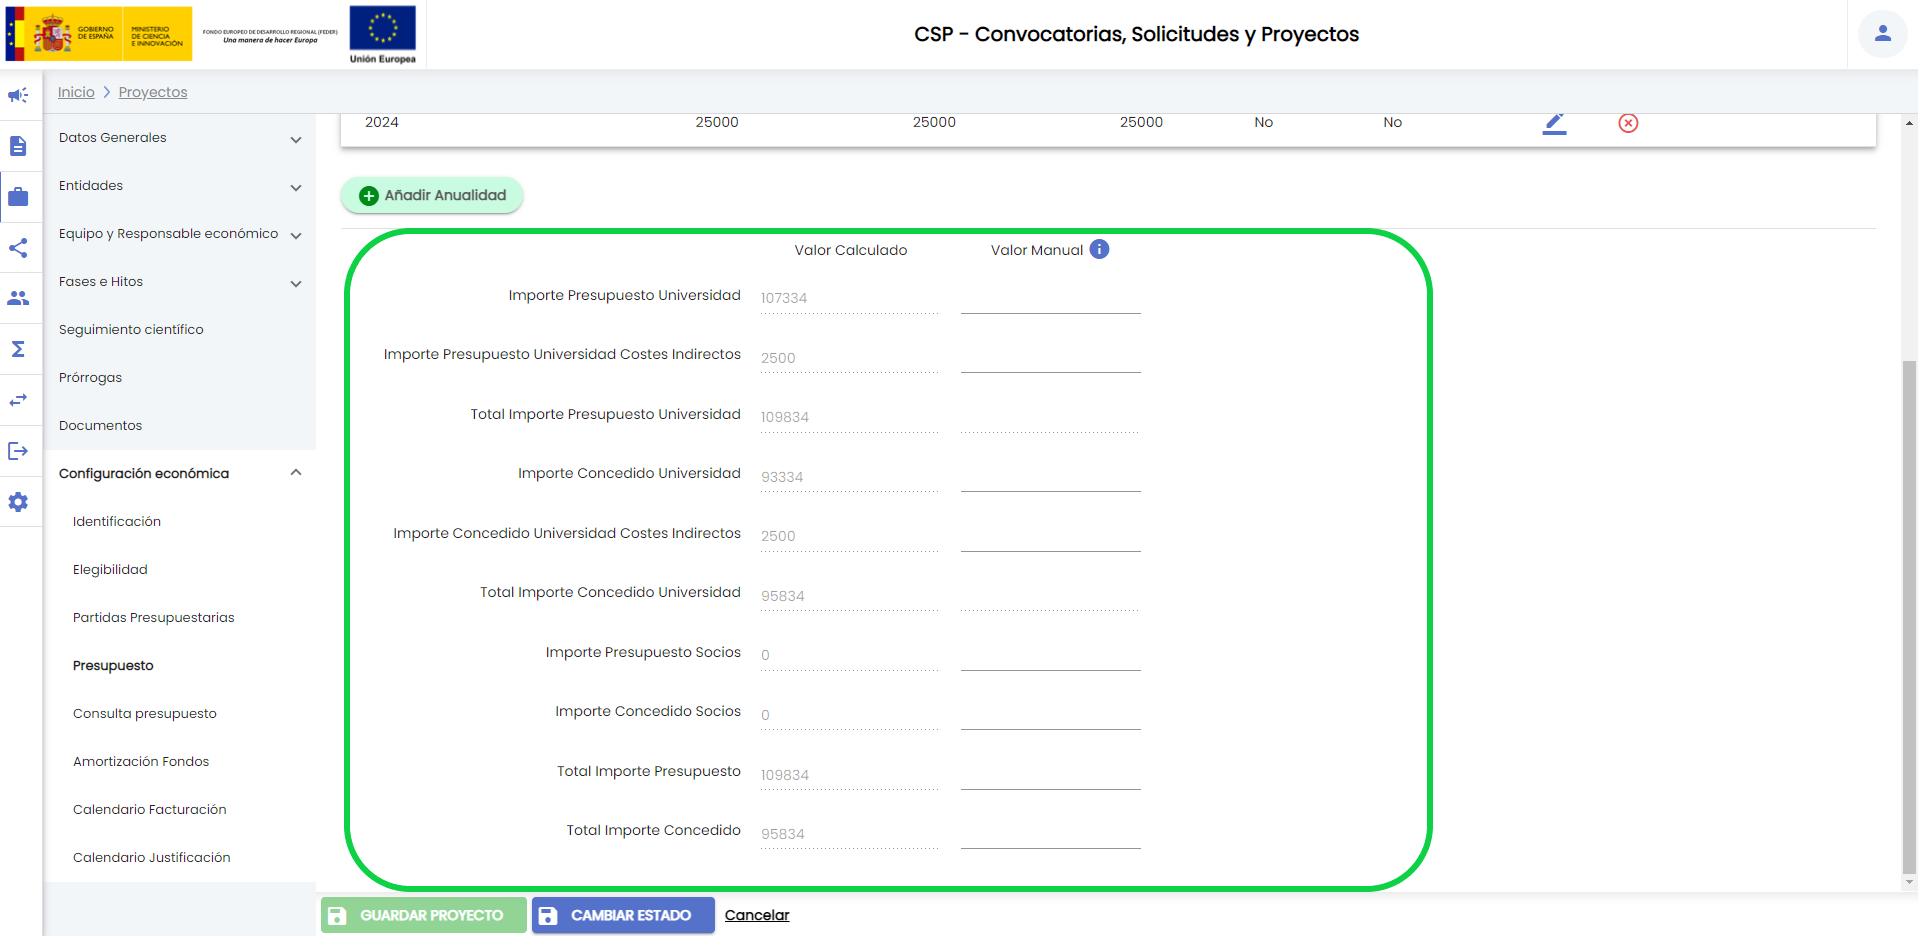 GOBIERNO
DE ESPAÑA
MINISTERIO
DE CIENCIA
E INNOVACIÓN
FONDO EUROPEO DE DESARROLLO REGIONAL (FEDER)
Una manera de hacer Europa
Unión Europea
CSP - Convocatorias, Solicitudes y Proyectos
Inicio > Proyectos
Datos Generales
Entidades
Equipo y Responsable económico
Fases e Hitos
Seguimiento científico
Prórrogas
Documentos
Configuración económica
Identificación
Elegibilidad
Partidas Presupuestarias
Presupuesto
Consulta presupuesto
Amortización Fondos
Calendario Facturación
Calendario Justificación
2024 25000 25000 25000 No No
Añadir Anualidad
Valor Calculado Valor Manual i
Importe Presupuesto Universidad 107334
Importe Presupuesto Universidad Costes Indirectos 2500
Total Importe Presupuesto Universidad 109834
Importe Concedido Universidad 93334
Importe Concedido Universidad Costes Indirectos 2500
Total Importe Concedido Universidad 95834
Importe Presupuesto Socios 0
Importe Concedido Socios 0
Total Importe Presupuesto 109834
Total Importe Concedido 95834
GUARDAR PROYECTO CAMBIAR ESTADO Cancelar